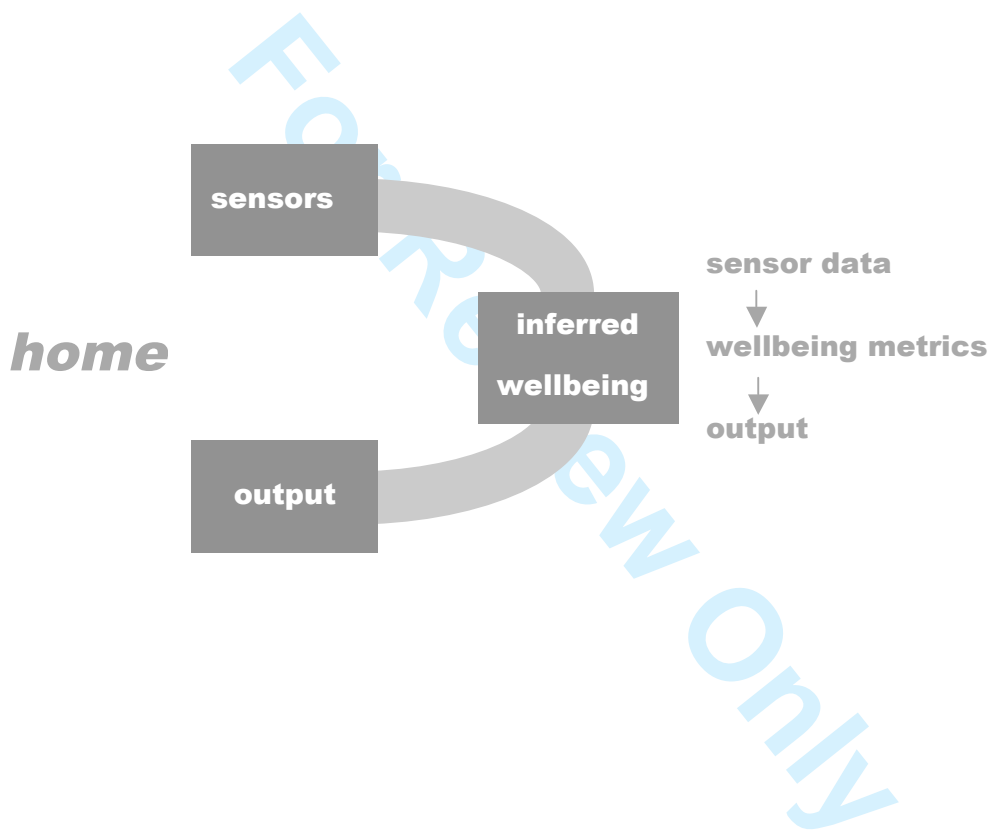 For Review Only
sensors
sensor data
inferred
wellbeing
home
wellbeing metrics
output
output